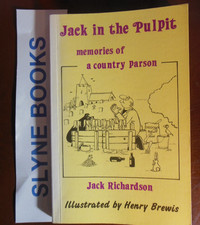 SLYNE BOOKS
Jack in the Pulpit
memories of
a country parson
Jack Richardson
Illustrated by Henry Brewis